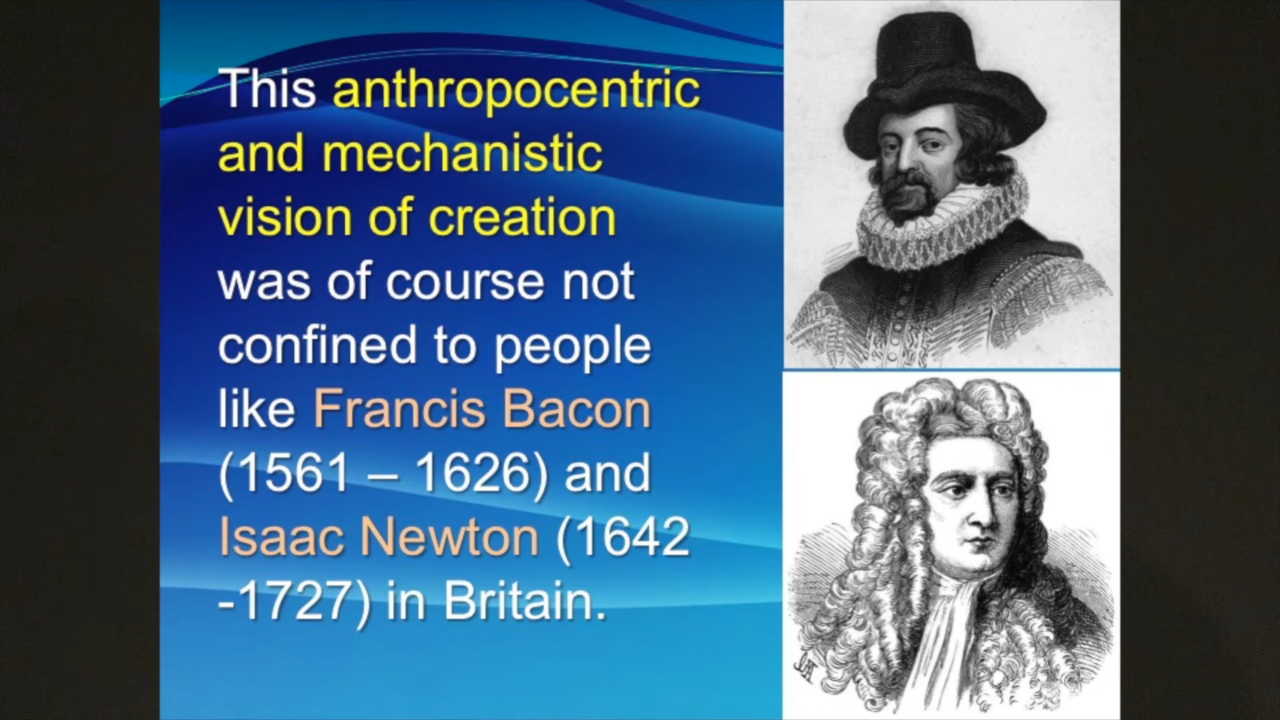 This anthropocentric
and mechanistic
vision of creation
was of course not
confined to people
like Francis Bacon
(1561 – 1626) and
Isaac Newton (1642
-1727) in Britain.